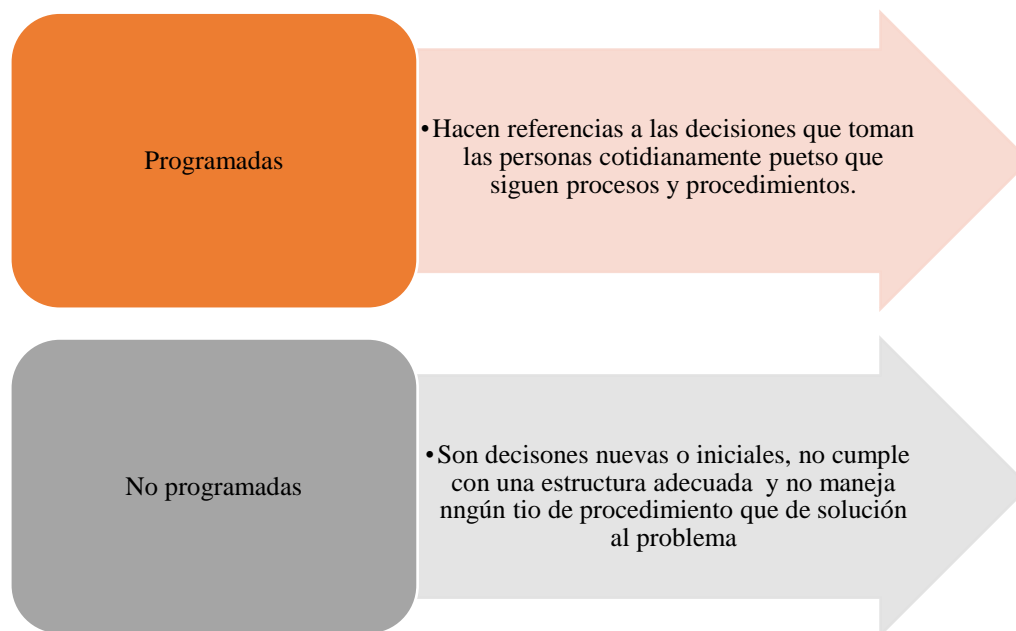 Programadas
•Hacen referencias a las decisiones que toman
las personas cotidianamente puetso que
siguen procesos y procedimientos.
No programadas
•Son decisones nuevas o iniciales, no cumple
con una estructura adecuada y no maneja
nngún tio de procedimiento que de solución
al problema